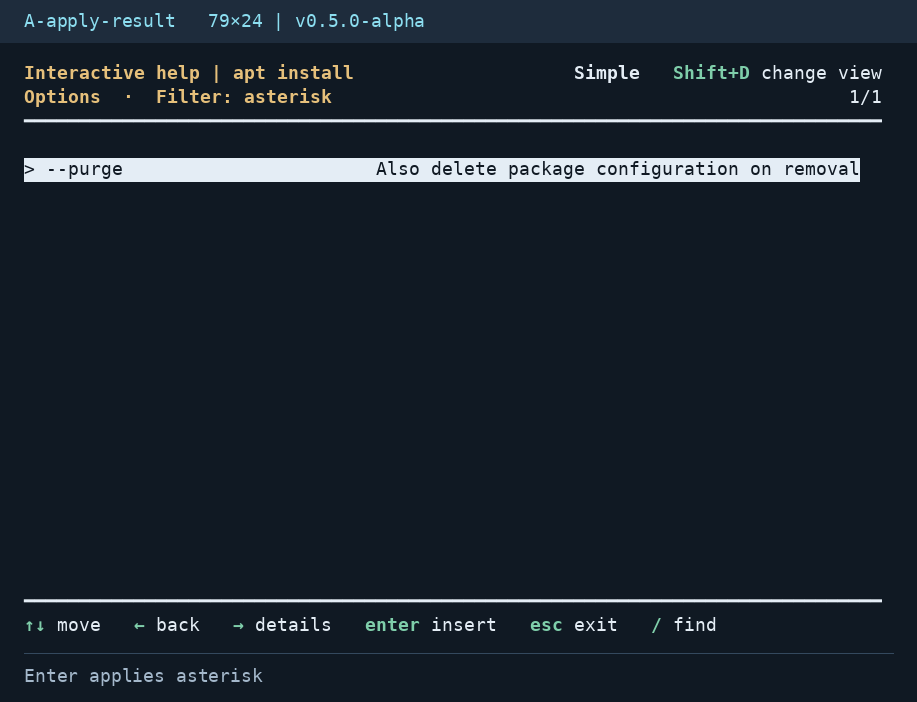 A-apply-result   79×24 | v0.5.0-alpha
Interactive help | apt install   Simple   Shift+D change view
Options  ·  Filter: asterisk   1/1
> --purge   Also delete package configuration on removal
↑↓ move   ← back   → details   enter insert   esc exit   / find
Enter applies asterisk